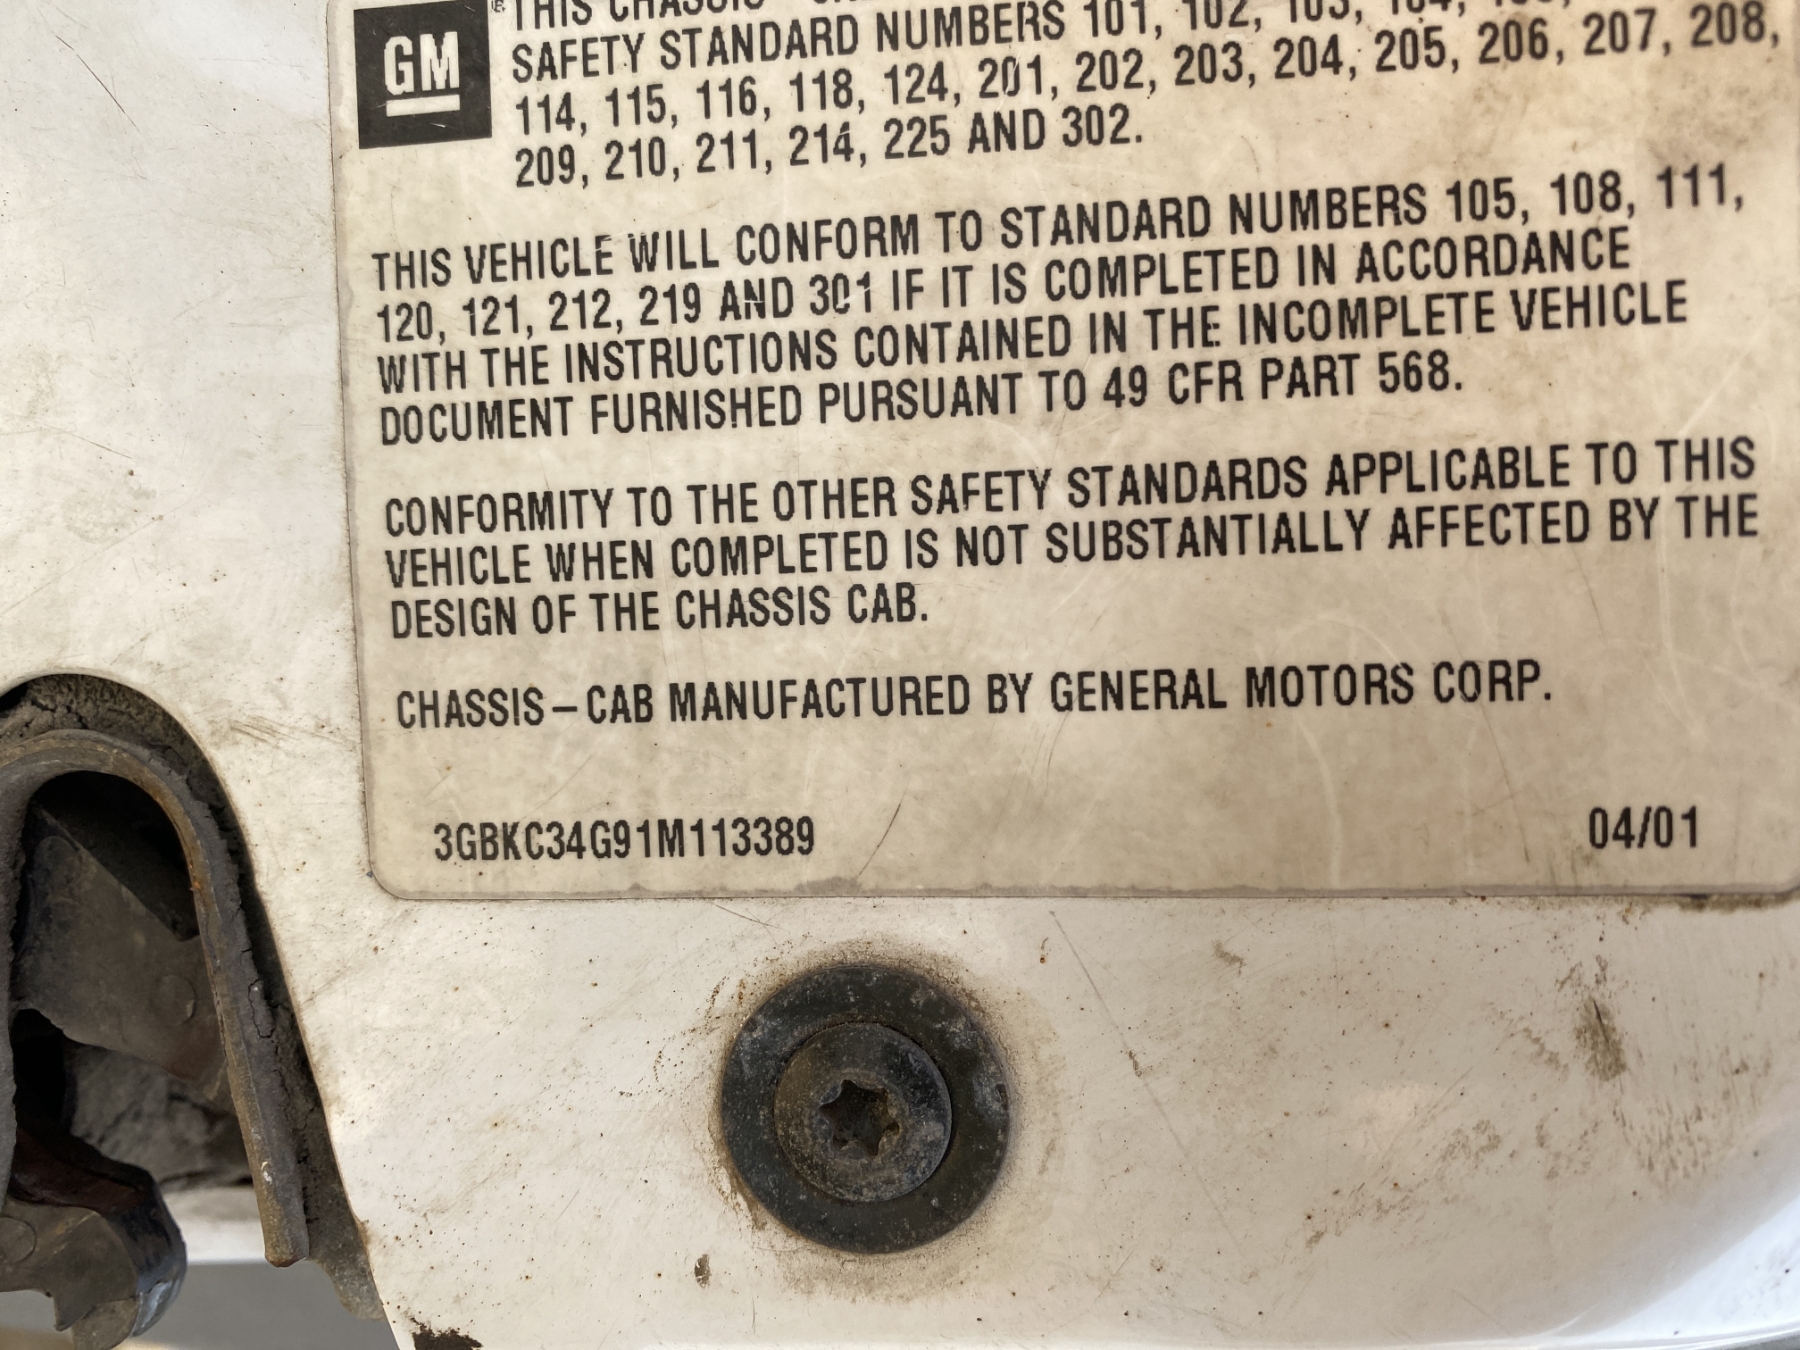 GM
® THIS CHASSIS-
SAFETY STANDARD NUMBERS 101, 102, 103, 104,
114, 115, 116, 118, 124, 201, 202, 203, 204, 205, 206, 207, 208,
209, 210, 211, 214, 225 AND 302.
THIS VEHICLE WILL CONFORM TO STANDARD NUMBERS 105, 108, 111,
120, 121, 212, 219 AND 301 IF IT IS COMPLETED IN ACCORDANCE
WITH THE INSTRUCTIONS CONTAINED IN THE INCOMPLETE VEHICLE
DOCUMENT FURNISHED PURSUANT TO 49 CFR PART 568.
CONFORMITY TO THE OTHER SAFETY STANDARDS APPLICABLE TO THIS
VEHICLE WHEN COMPLETED IS NOT SUBSTANTIALLY AFFECTED BY THE
DESIGN OF THE CHASSIS CAB.
CHASSIS-CAB MANUFACTURED BY GENERAL MOTORS CORP.
3GBKC34G91M113389 04/01